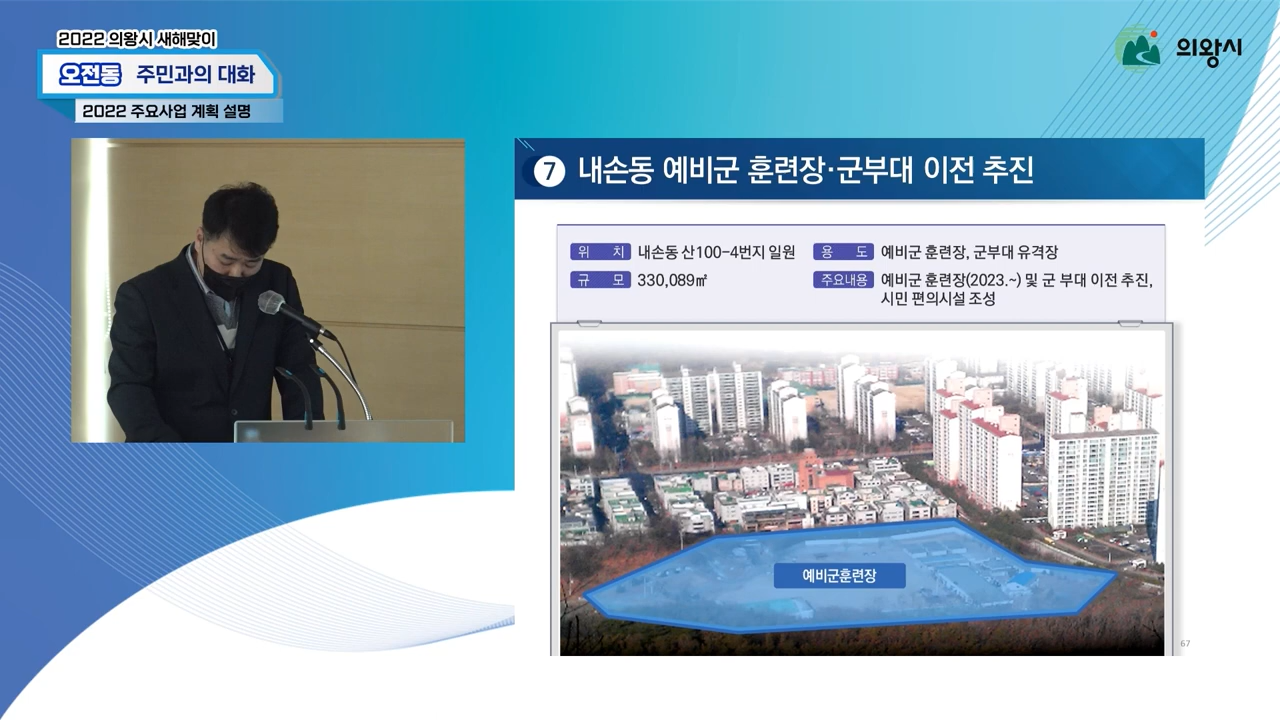 2022 의왕시 새해맞이
오전동 주민과의 대화
2022 주요사업 계획 설명
의왕시
7 내손동 예비군 훈련장·군부대 이전 추진
위 치 내손동 산100-4번지 일원
용 도 예비군 훈련장, 군부대 유격장
규 모 330,089㎡
주요내용 예비군 훈련장(2023.~) 및 군 부대 이전 추진,
시민 편의시설 조성
예비군훈련장
67